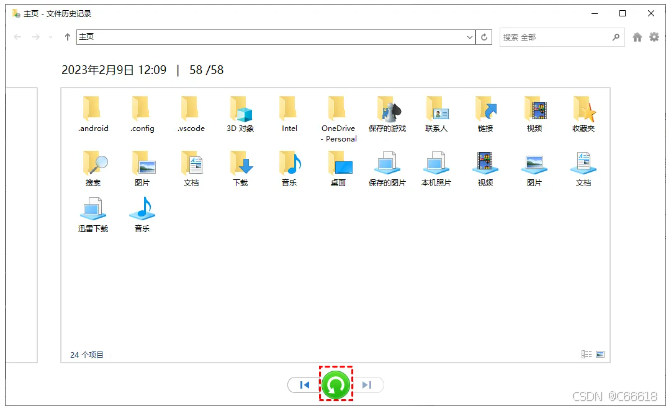 主页 - 文件历史记录
主页
搜索 全部
2023年2月9日 12:09 | 58 /58
.android
.config
.vscode
3D 对象
Intel
OneDrive
- Personal
保存的游戏
联系人
链接
视频
收藏夹
搜索
图片
文档
下载
音乐
桌面
保存的图片
本机照片
视频
图片
文档
迅雷下载
音乐
24 个项目
CSDN @C66618